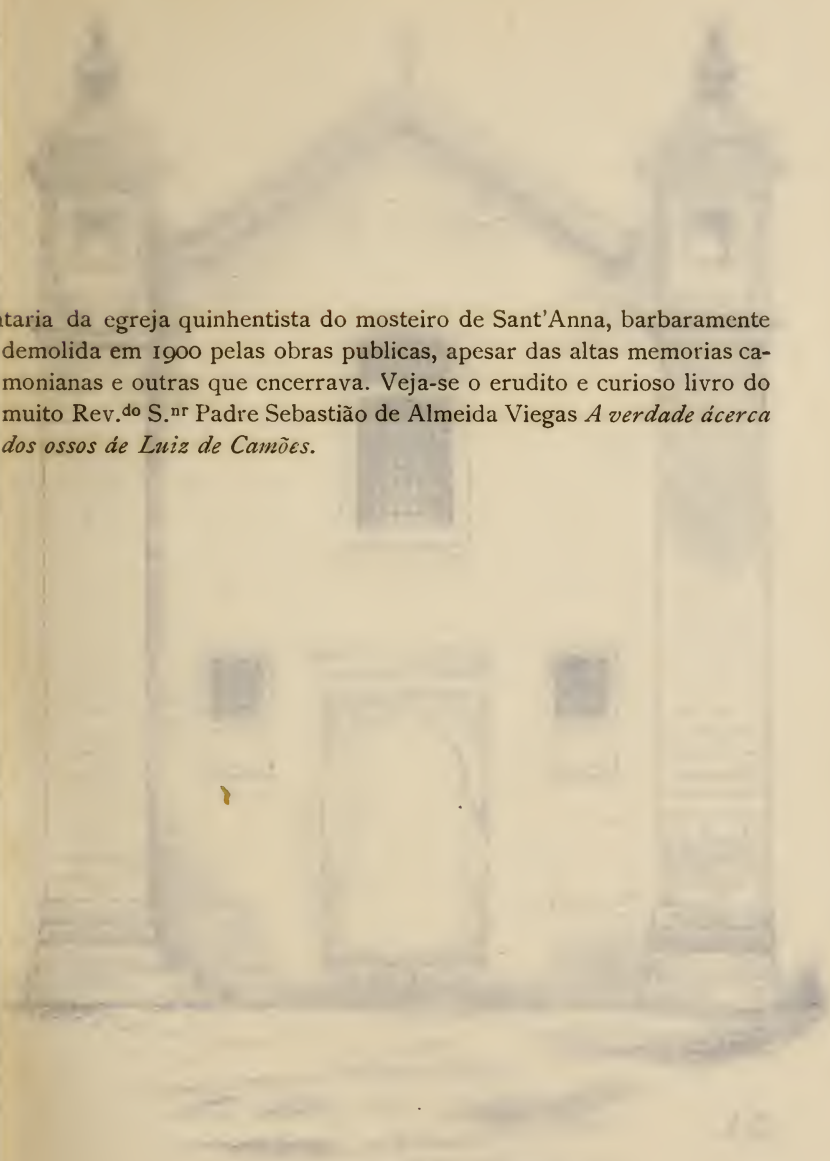 taria da egreja quinhentista do mosteiro de Sant'Anna, barbaramente
demolida em 1900 pelas obras publicas, apesar das altas memorias ca-
monianas e outras que encerrava. Veja-se o erudito e curioso livro do
muito Rev.do S.nr Padre Sebastião de Almeida Viegas A verdade ácerca
dos ossos de Luiz de Camões.